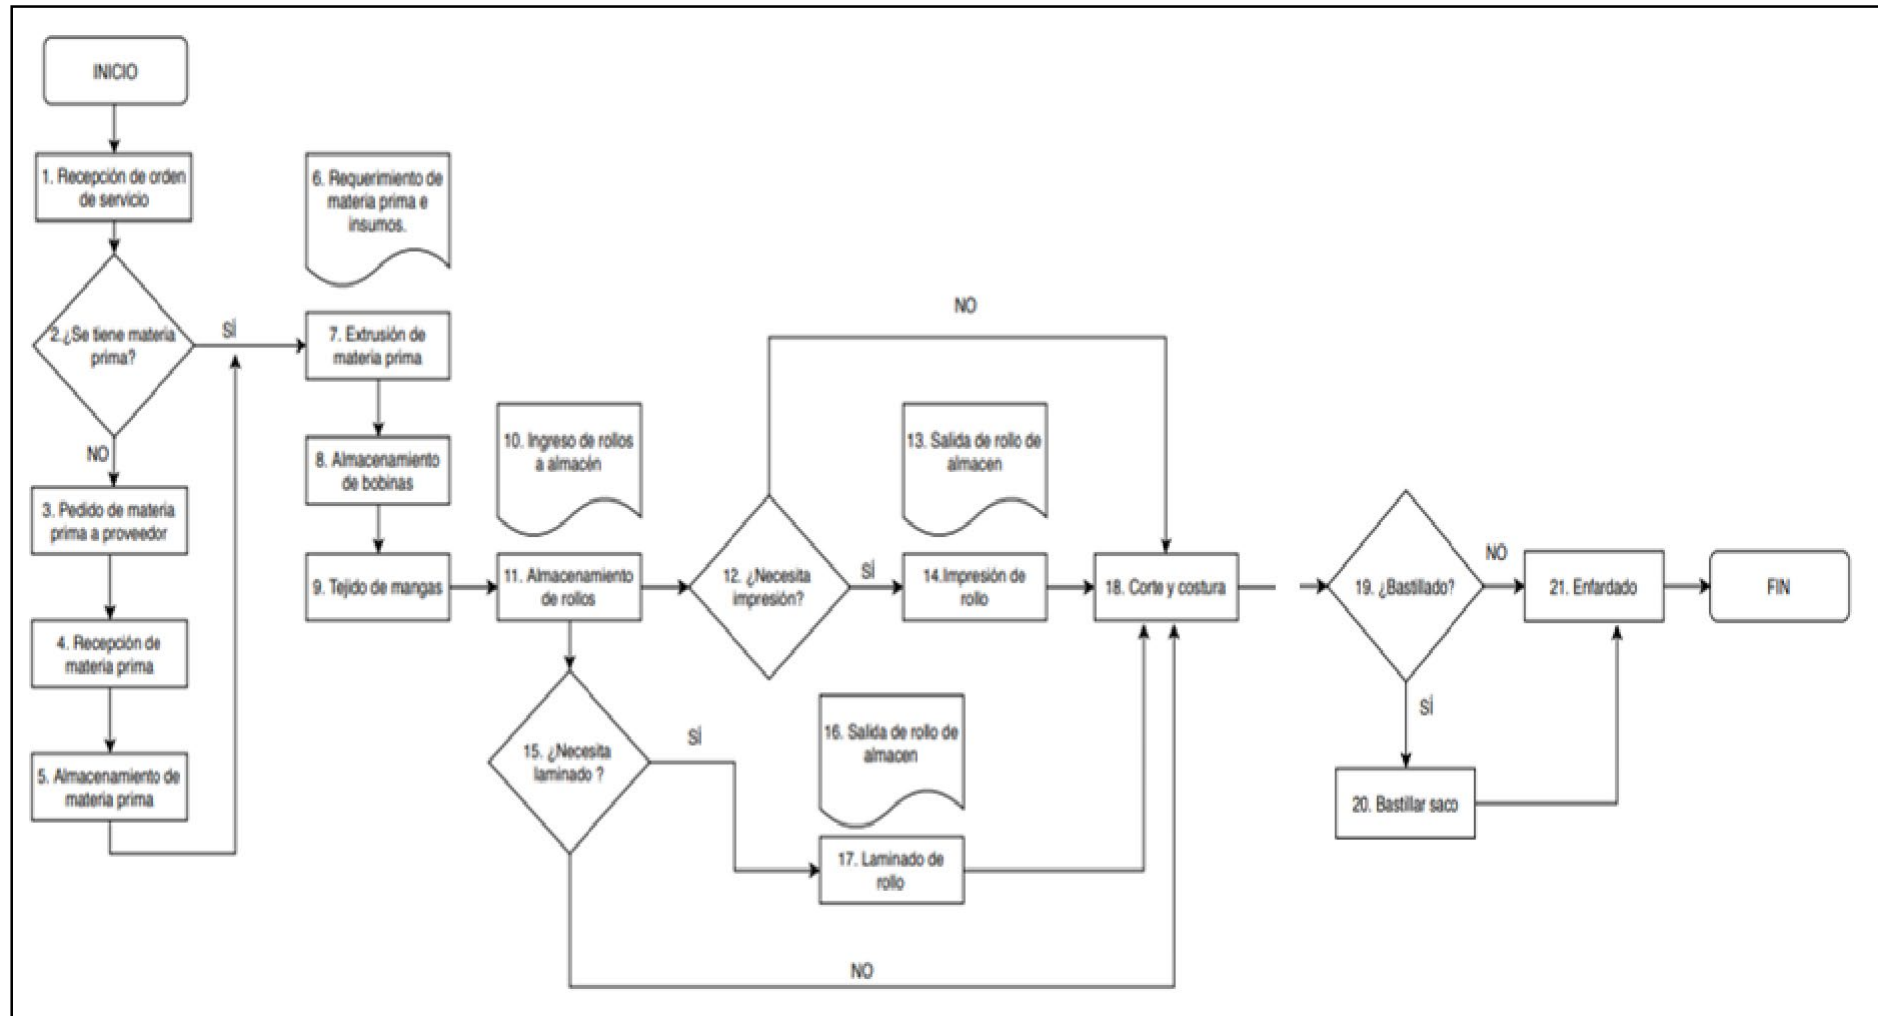 INICIO
1. Recepción de orden
de servicio
2.¿Se tiene materia
prima?
SÍ
NO
3. Pedido de materia
prima a proveedor
4. Recepción de
materia prima
5. Almacenamiento de
materia prima
6. Requerimiento de
materia prima e
insumos.
7. Extrusión de
materia prima
8. Almacenamiento
de bobinas
9. Tejido de mangas
10. Ingreso de rollos
a almacén
11. Almacenamiento
de rollos
12. ¿Necesita
impresión?
NO
SÍ
13. Salida de rollo de
almacen
14.Impresión de
rollo
15. ¿Necesita
laminado ?
SÍ
NO
16. Salida de rollo de
almacen
17. Laminado de
rollo
18. Corte y costura
19. ¿Bastillado?
NO
SÍ
20. Bastillar saco
21. Enfardado
FIN